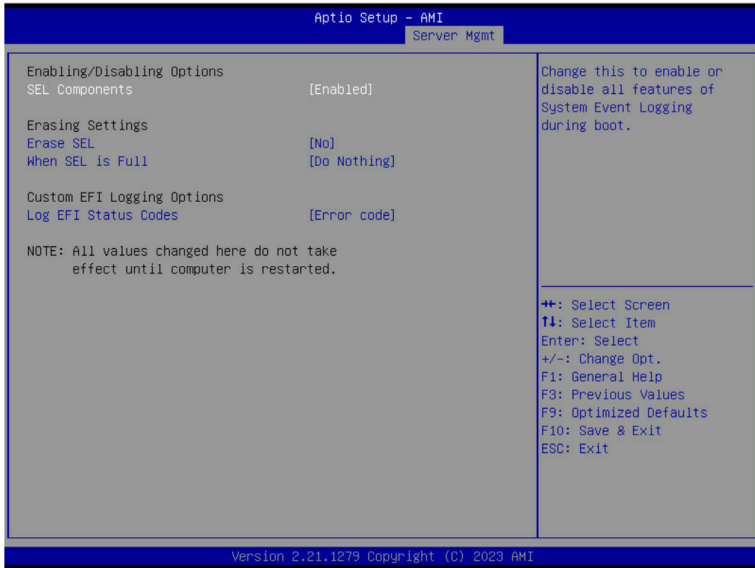 Aptio Setup – AMI
Server Mgmt
Enabling/Disabling Options
SEL Components [Enabled]
Erasing Settings
Erase SEL [No]
When SEL is Full [Do Nothing]
Custom EFI Logging Options
Log EFI Status Codes [Error code]
NOTE: All values changed here do not take
effect until computer is restarted.
Change this to enable or
disable all features of
System Event Logging
during boot.
→←: Select Screen
↑↓: Select Item
Enter: Select
+/-: Change Opt.
F1: General Help
F3: Previous Values
F9: Optimized Defaults
F10: Save & Exit
ESC: Exit
Version 2.21.1279 Copyright (C) 2023 AMI